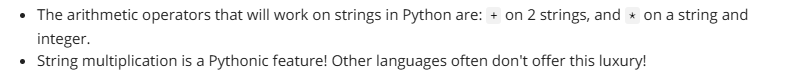 The arithmetic operators that will work on strings in Python are: + on 2 strings, and * on a string and
integer.
String multiplication is a Pythonic feature! Other languages often don't offer this luxury!